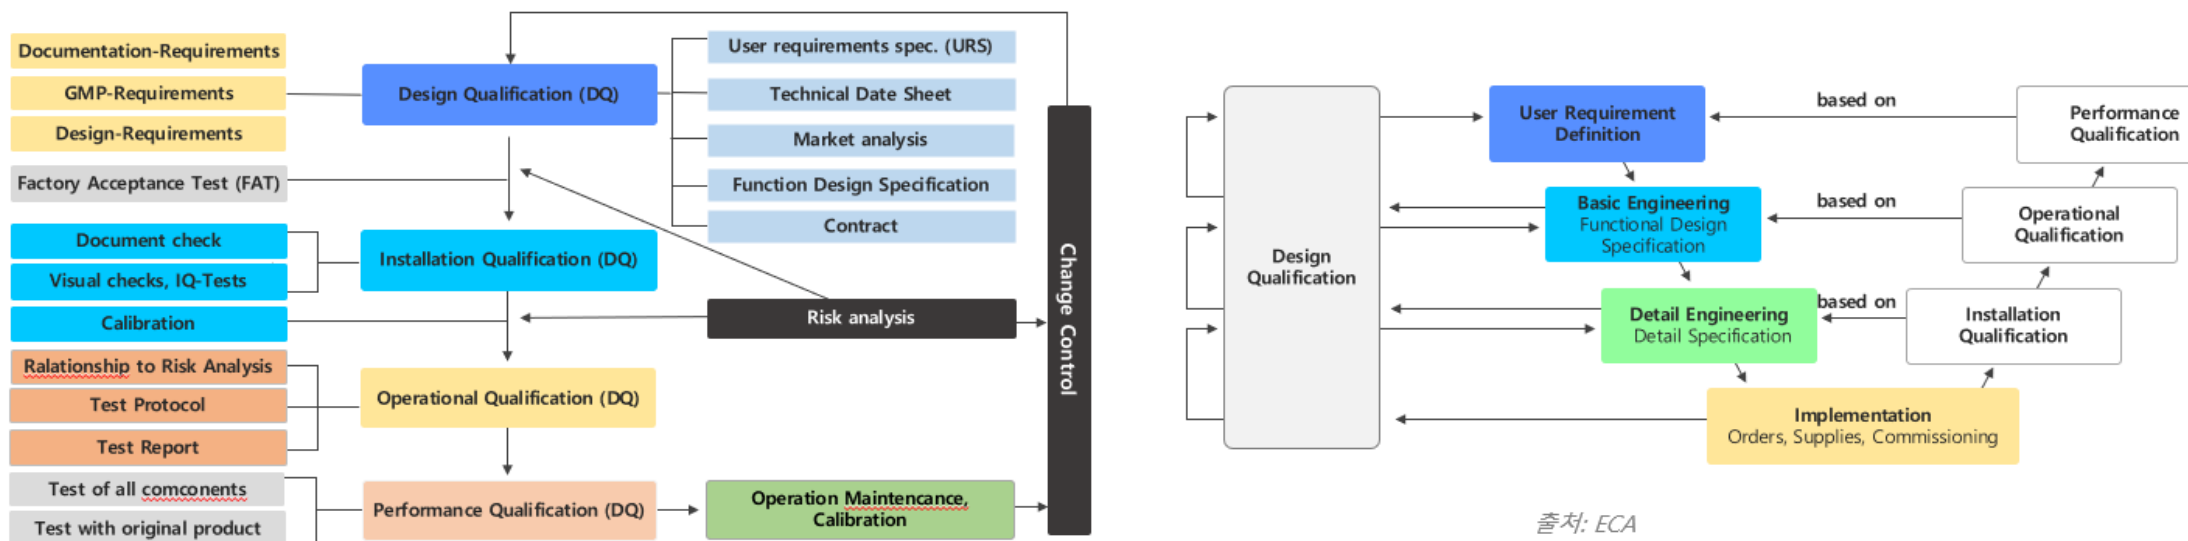 Documentation-Requirements
GMP-Requirements
Design-Requirements
Factory Acceptance Test (FAT)
Document check
Visual checks, IQ-Tests
Calibration
Ralationship to Risk Analysis
Test Protocol
Test Report
Test of all comconents
Test with original product
Design Qualification (DQ)
Installation Qualification (DQ)
Operational Qualification (DQ)
Performance Qualification (DQ)
User requirements spec. (URS)
Technical Date Sheet
Market analysis
Function Design Specification
Contract
Risk analysis
Operation Maintencance,
Calibration
Change Control
Design
Qualification
User Requirement
Definition
based on
Performance
Qualification
Basic Engineering
Functional Design
Specification
based on
Operational
Qualification
Detail Engineering
Detail Specification
based on
Installation
Qualification
Implementation
Orders, Supplies, Commissioning
출처: ECA